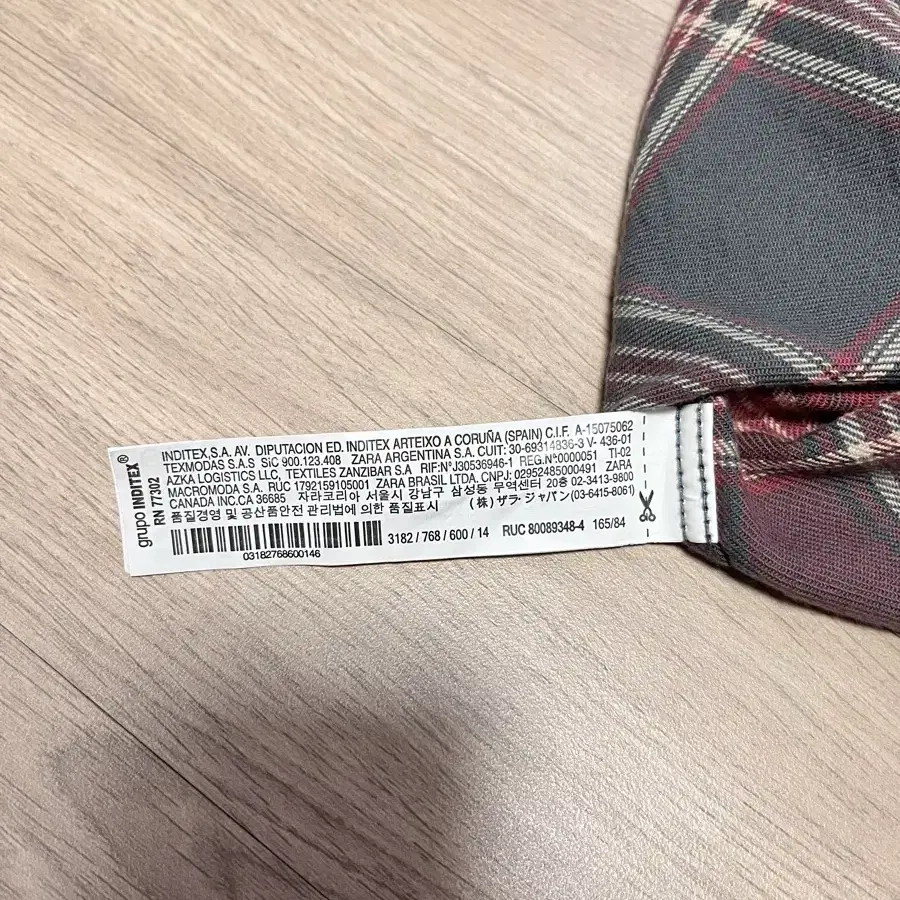 grupo INDITEX®
RN 77302
INDITEX,S.A. AV. DIPUTACION ED. INDITEX ARTEIXO A CORUÑA (SPAIN) C.I.F. A-15075062
TEXMODAS S.A.S SIC 900.123.408 ZARA ARGENTINA S.A. CUIT: 30-69314836-3 V- 436-01
AZKA LOGISTICS LLC, TEXTILES ZANZIBAR S.A RIF:NºJ30536946-1 REG.Nº0000051 TI-02
MACROMODA S.A. RUC 1792159105001 ZARA BRASIL LTDA. CNPJ: 02952485000491 ZARA
CANADA INC.CA 36685 자라코리아 서울시 강남구 삼성동 무역센터 20층 02-3413-9800
품질경영 및 공산품안전 관리법에 의한 품질표시 (株) ザラ・ジャパン(03-6415-8061)
3182 / 768 / 600 / 14 RUC 80089348-4 165/84
03182768600146